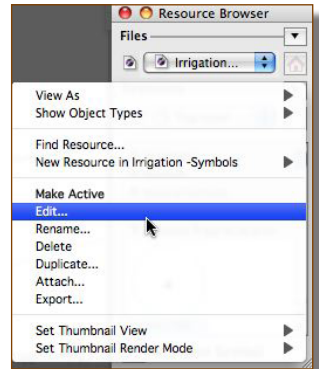 Resource Browser
Files
Irrigation...
View As
Show Object Types
Find Resource...
New Resource in Irrigation -Symbols
Make Active
Edit...
Rename...
Delete
Duplicate...
Attach...
Export...
Set Thumbnail View
Set Thumbnail Render Mode